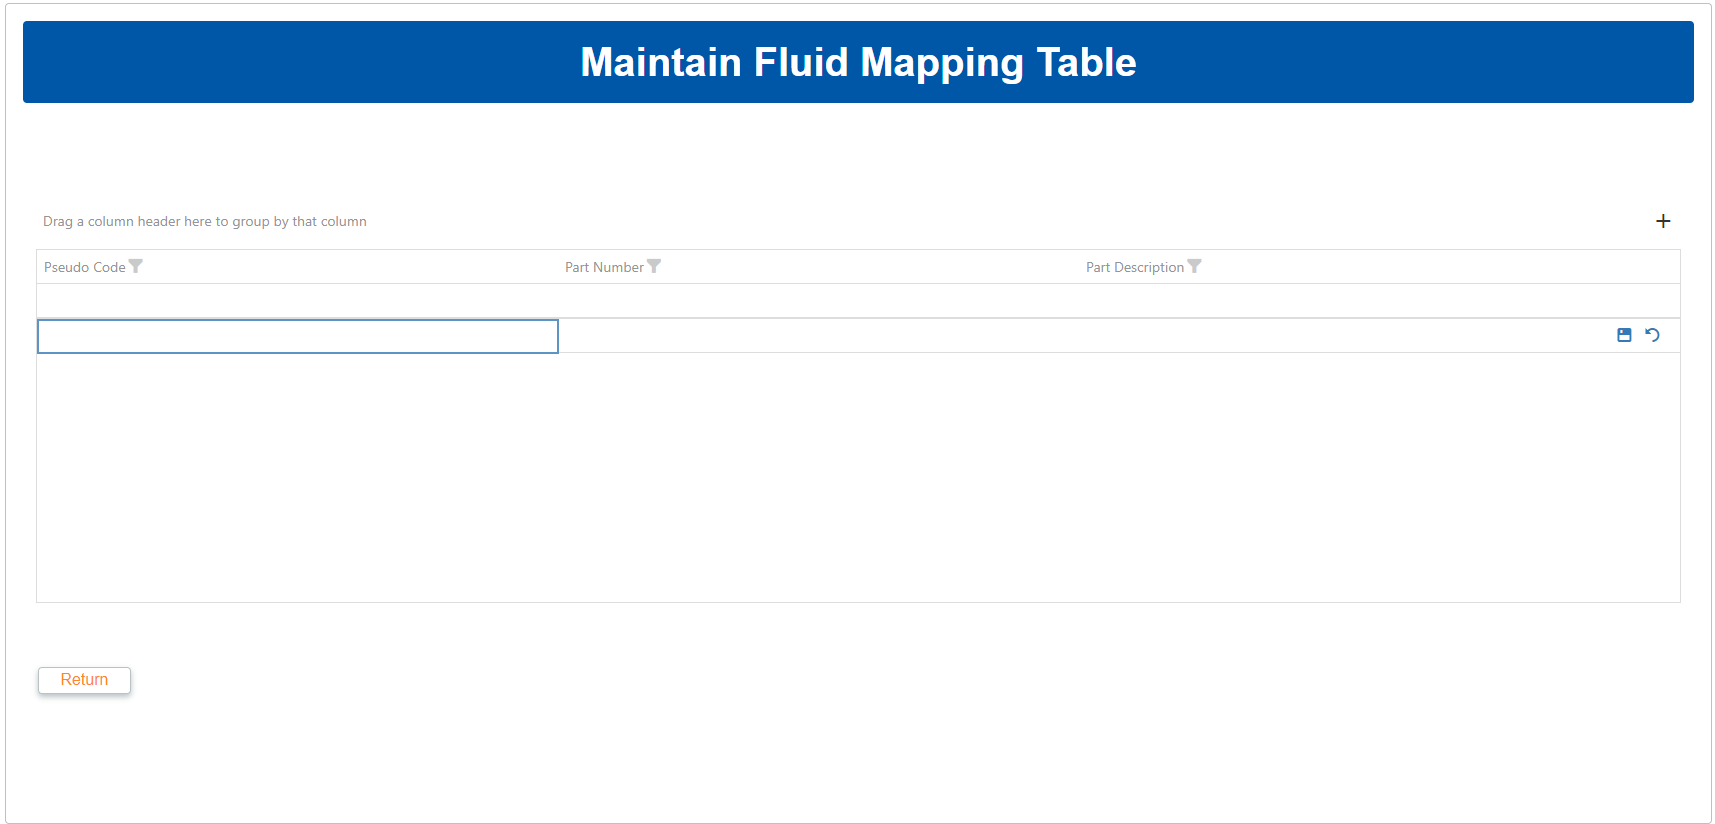 Maintain Fluid Mapping Table
Drag a column header here to group by that column
Pseudo Code Part Number Part Description
Return